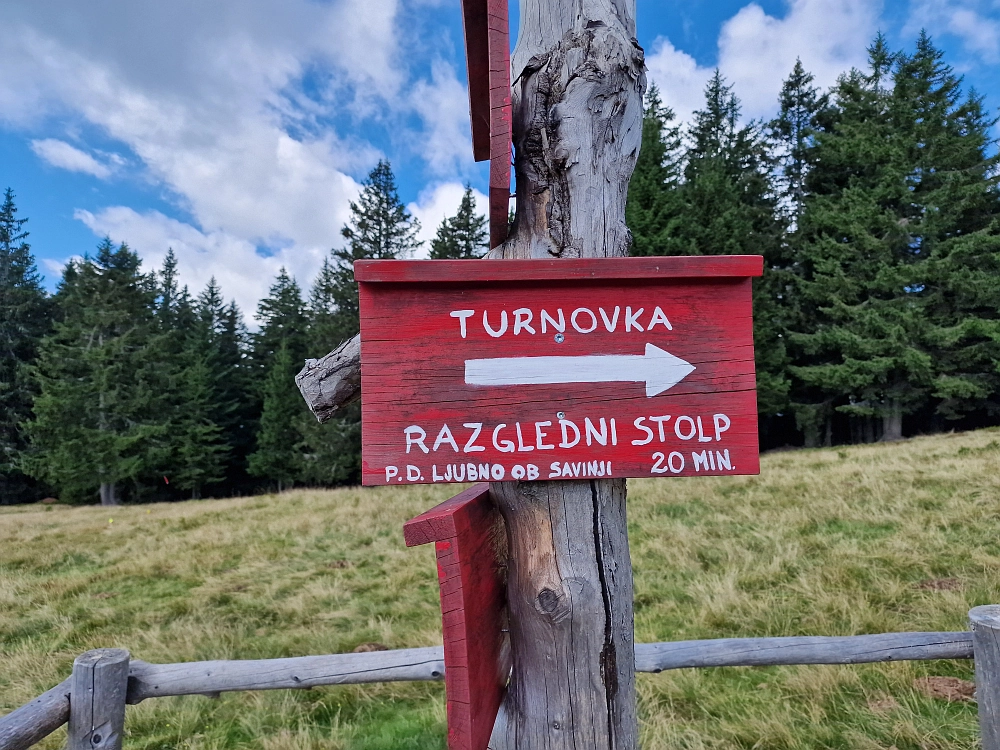 TURNOVKA
RAZGLEDNI STOLP
P.D. LJUBNO OB SAVINJI 20 MIN.